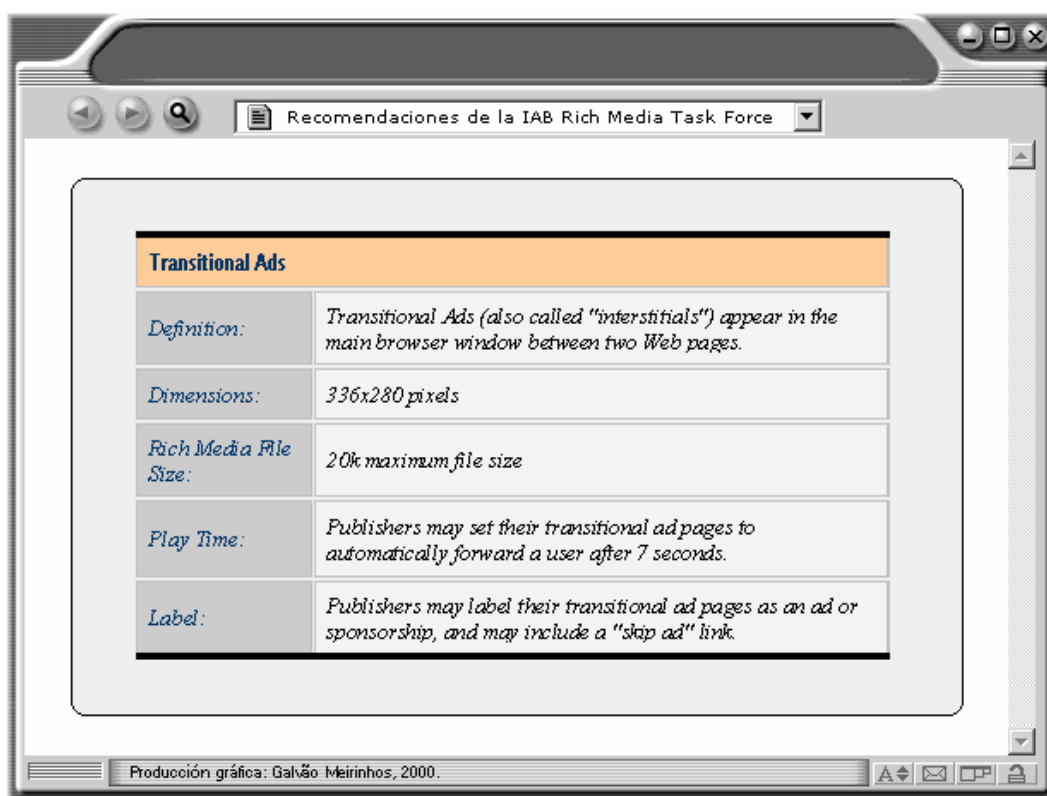 Recomendaciones de la IAB Rich Media Task Force
Transitional Ads
Definition:
Transitional Ads (also called "interstitials") appear in the
main browser window between two Web pages.
Dimensions:
336x280 pixels
Rich Media File
Size:
20k maximum file size
Play Time:
Publishers may set their transitional ad pages to
automatically forward a user after 7 seconds.
Label:
Publishers may label their transitional ad pages as an ad or
sponsorship, and may include a "skip ad" link.
Producción gráfica: Galvão Meirinhos, 2000.
A